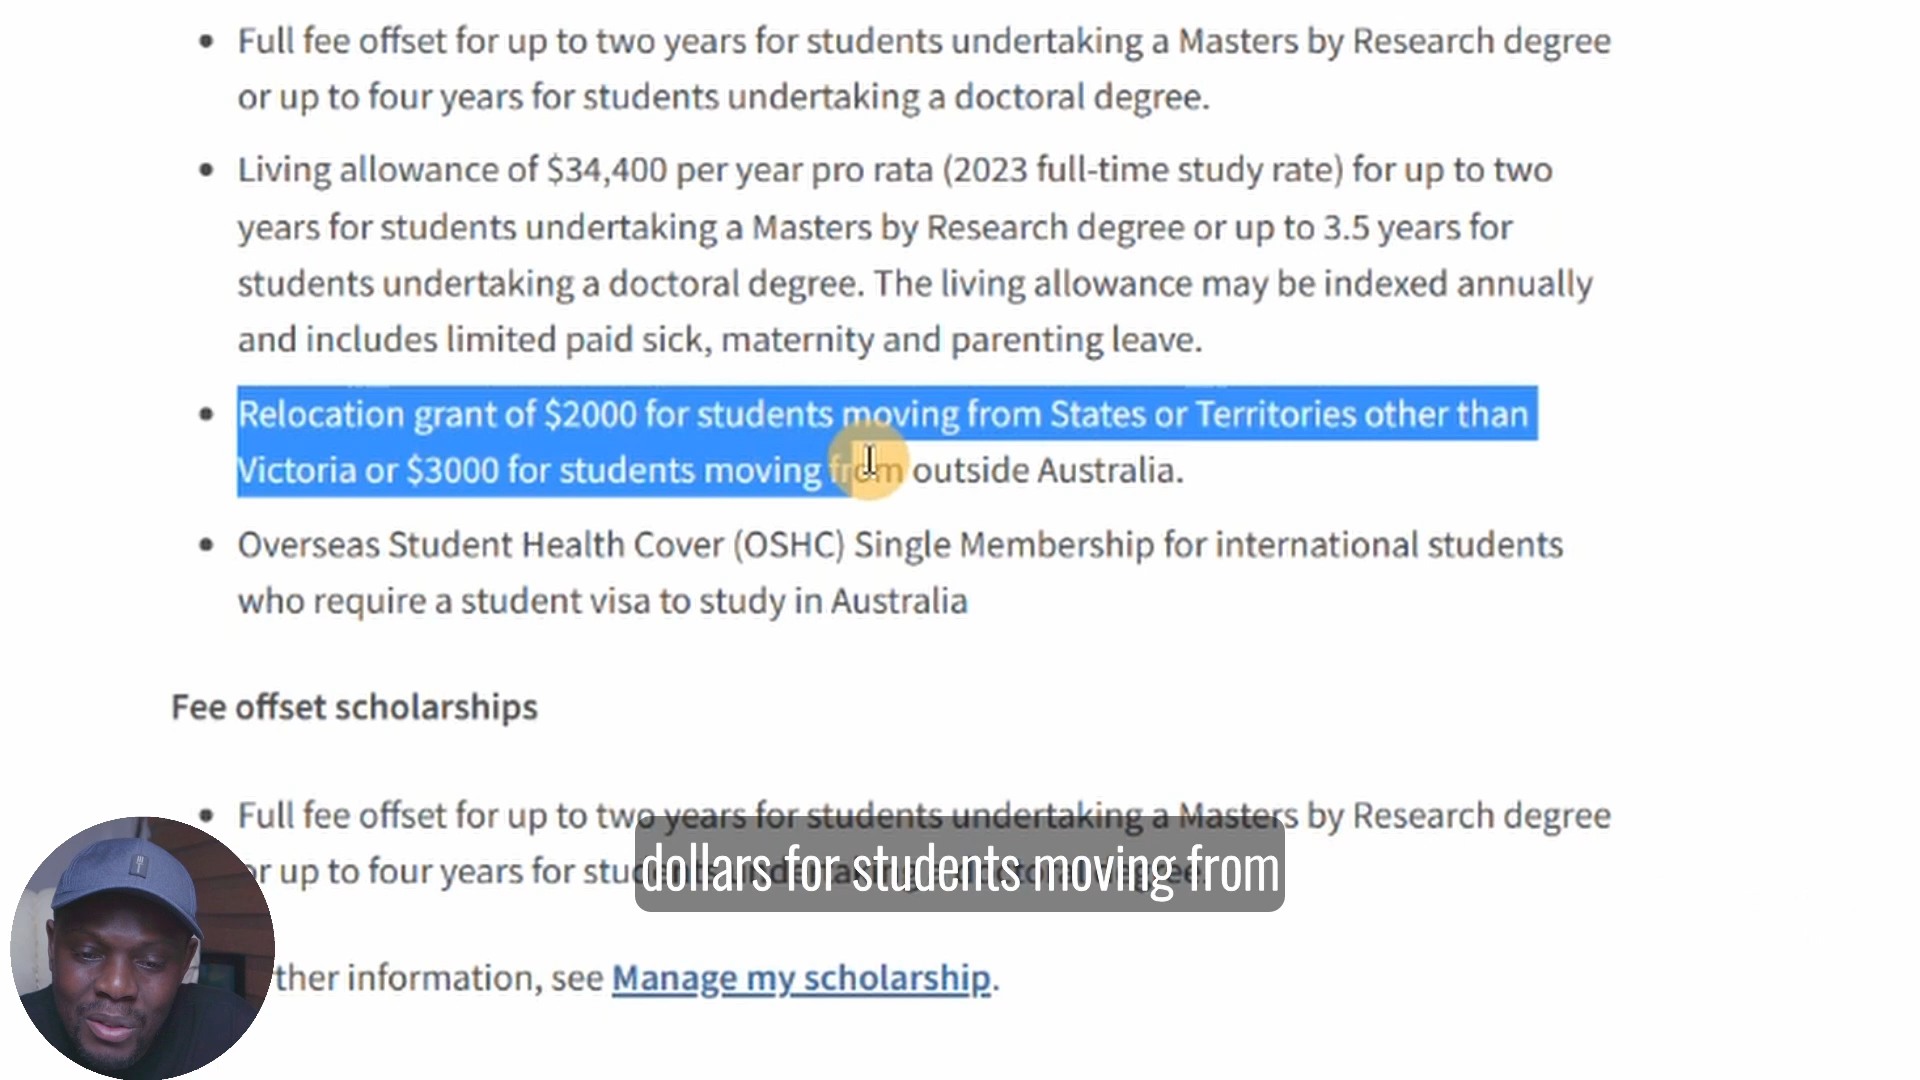 Full fee offset for up to two years for students undertaking a Masters by Research degree
or up to four years for students undertaking a doctoral degree.
Living allowance of $34,400 per year pro rata (2023 full-time study rate) for up to two
years for students undertaking a Masters by Research degree or up to 3.5 years for
students undertaking a doctoral degree. The living allowance may be indexed annually
and includes limited paid sick, maternity and parenting leave.
Relocation grant of $2000 for students moving from States or Territories other than
Victoria or $3000 for students moving from outside Australia.
Overseas Student Health Cover (OSHC) Single Membership for international students
who require a student visa to study in Australia
Fee offset scholarships
Full fee offset for up to two years for students undertaking a Masters by Research degree
or up to four years for students undertaking a doctoral degree.
dollars for students moving from
ther information, see Manage my scholarship.